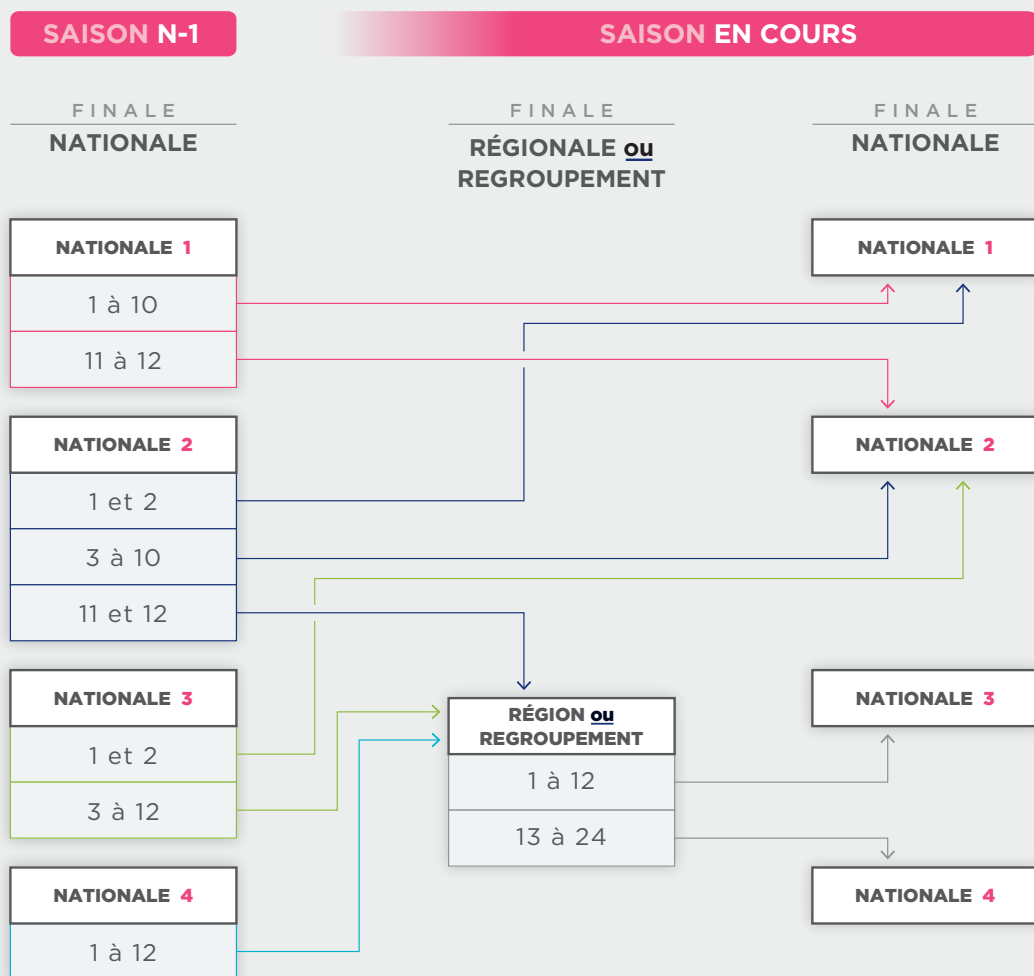 SAISON N-1
SAISON EN COURS
FINALE
NATIONALE
FINALE
RÉGIONALE ou
REGROUPEMENT
FINALE
NATIONALE
NATIONALE 1
1 à 10
11 à 12
NATIONALE 2
1 et 2
3 à 10
11 et 12
NATIONALE 3
1 et 2
3 à 12
NATIONALE 4
1 à 12
RÉGION ou
REGROUPEMENT
1 à 12
13 à 24
NATIONALE 1
NATIONALE 2
NATIONALE 3
NATIONALE 4